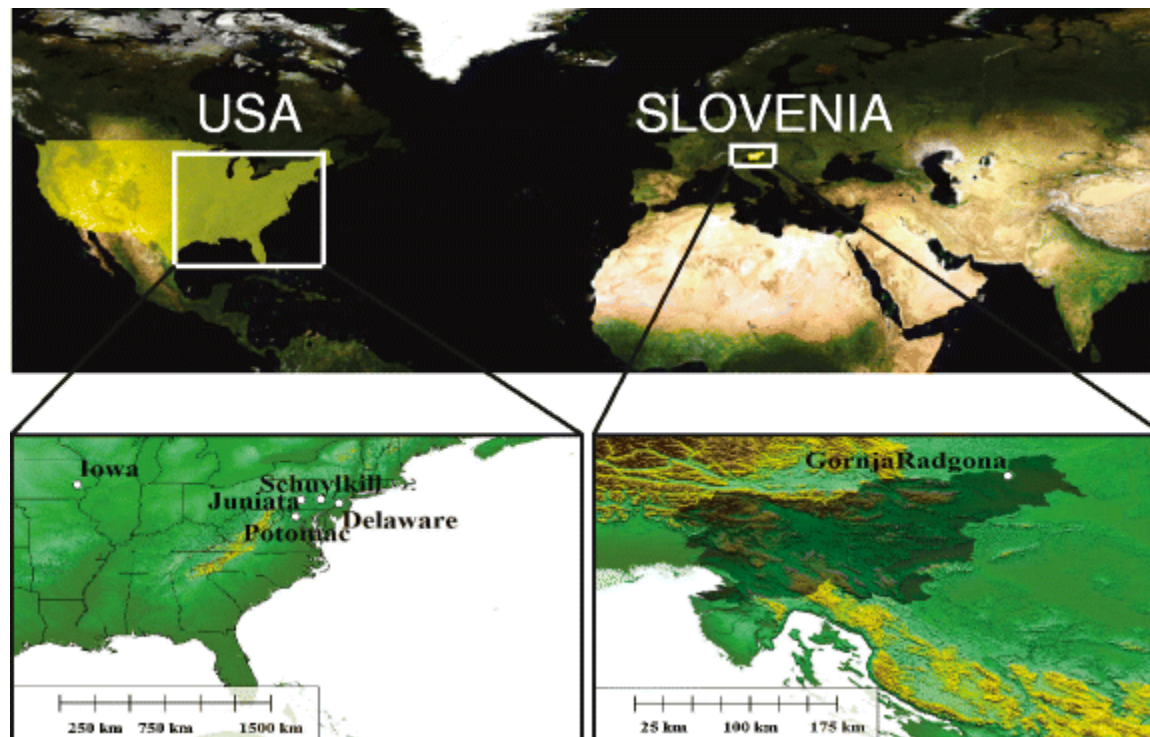 USA
SLOVENIA
Iowa
Schuylkill
Juniata
Delaware
Potomac
250 km 750 km 1500 km
GornjaRadgona
25 km 100 km 175 km